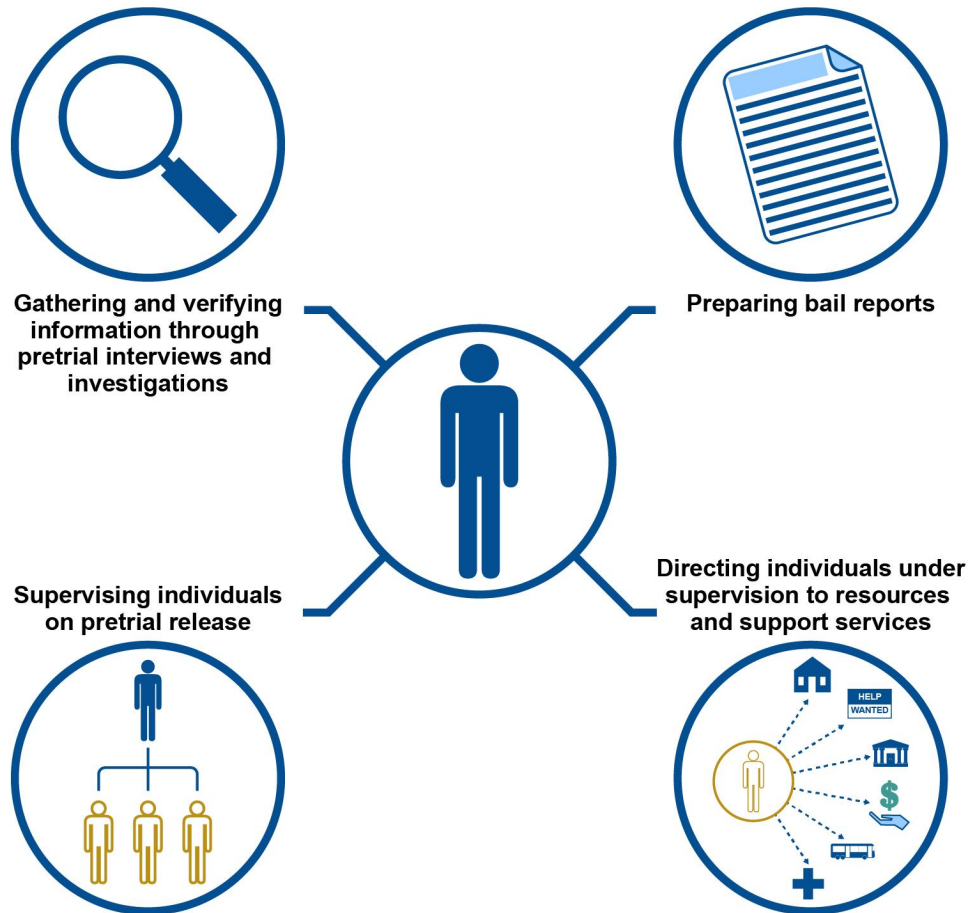 Gathering and verifying
information through
pretrial interviews and
investigations
Preparing bail reports
Supervising individuals
on pretrial release
Directing individuals under
supervision to resources
and support services
HELP
WANTED
$